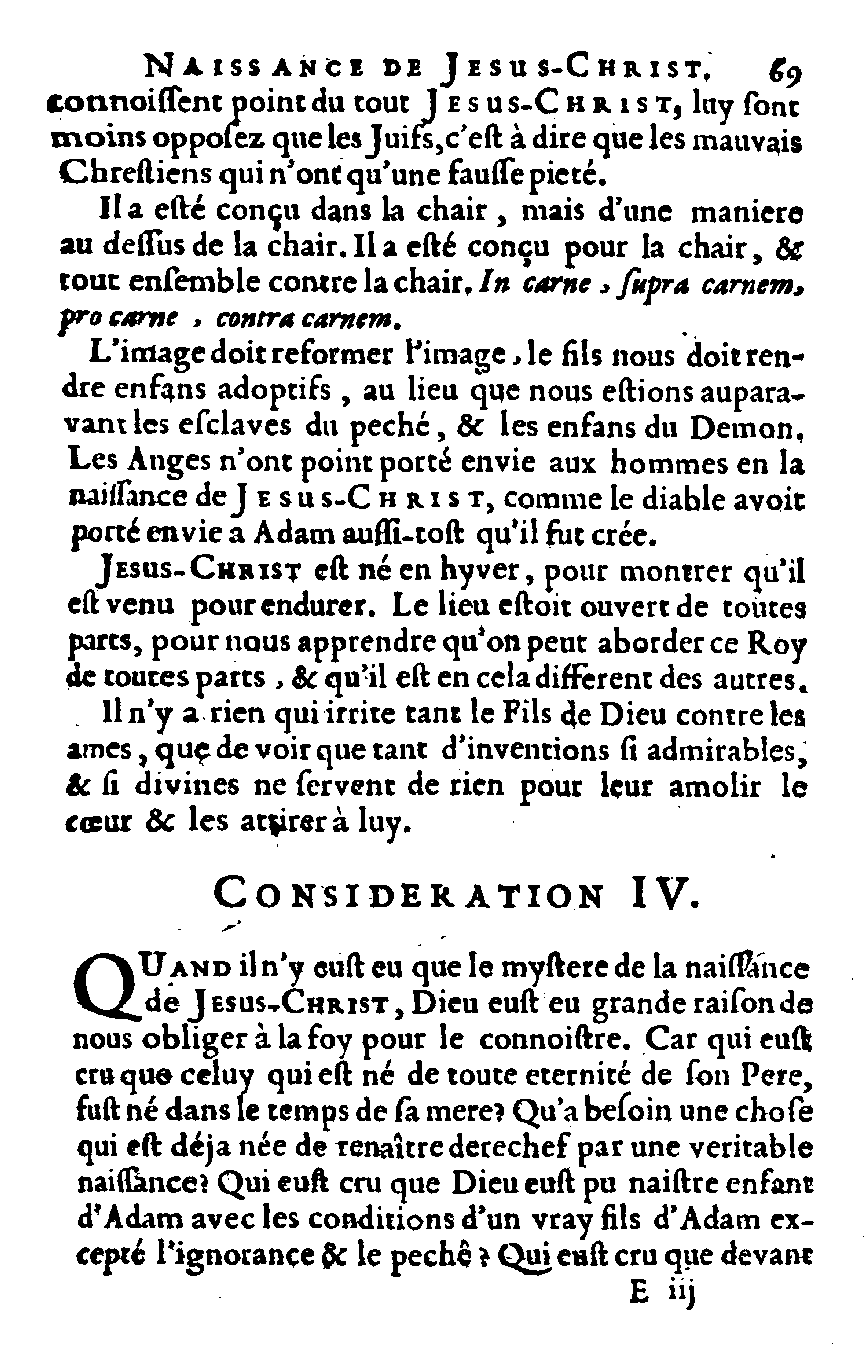 NAISSANCE DE JESUS-CHRIST. 69
connoiſſent point du tout JESUS-CHRIST, luy ſont
moins oppoſez que les Juifs, c'eſt à dire que les mauvais
Chreſtiens qui n'ont qu'une fauſſe pieté.
Il a eſté conçu dans la chair, mais d'une maniere
au deſſus de la chair. Il a eſté conçu pour la chair, &
tout enſemble contre la chair. In carne, ſupra carnem,
pro carne, contra carnem.
L'image doit reformer l'image, le fils nous doit ren-
dre enfans adoptifs, au lieu que nous eſtions aupara-
vant les eſclaves du peché, & les enfans du Demon.
Les Anges n'ont point porté envie aux hommes en la
naiſſance de JESUS-CHRIST, comme le diable avoit
porté envie a Adam auſſi-toſt qu'il fut crée.
JESUS-CHRIST eſt né en hyver, pour montrer qu'il
eſt venu pour endurer. Le lieu eſtoit ouvert de toutes
parts, pour nous apprendre qu'on peut aborder ce Roy
de toutes parts, & qu'il eſt en cela different des autres.
Il n'y a rien qui irrite tant le Fils de Dieu contre les
ames, que de voir que tant d'inventions ſi admirables,
& ſi divines ne ſervent de rien pour leur amolir le
cœur & les attirer à luy.
CONSIDERATION IV.
QUAND il n'y euſt eu que le myſtere de la naiſſance
de JESUS-CHRIST, Dieu euſt eu grande raiſon de
nous obliger à la foy pour le connoiſtre. Car qui euſt
cru que celuy qui eſt né de toute eternité de ſon Pere,
fuſt né dans le temps de ſa mere? Qu'a beſoin une choſe
qui eſt déja née de renaître derechef par une veritable
naiſſance? Qui euſt cru que Dieu euſt pu naiſtre enfant
d'Adam avec les conditions d'un vray fils d'Adam ex-
cepté l'ignorance & le pechê? Qui euſt cru que devant
E iij